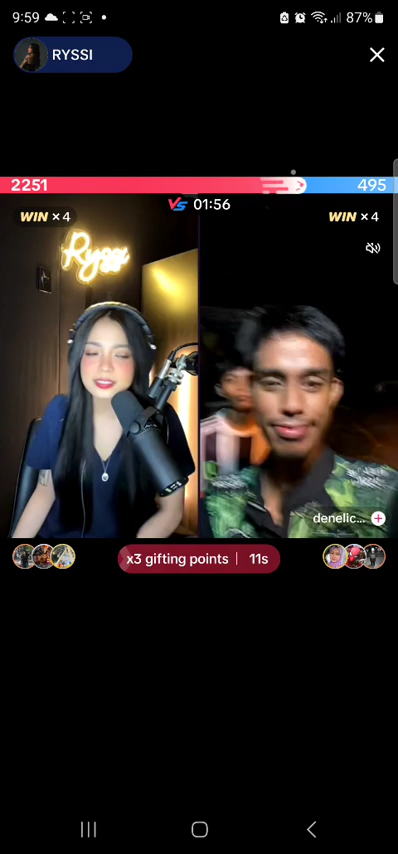 9:59
87%
RYSSI
2251
495
VS 01:56
WIN ×4
WIN ×4
Ryssi
denelic...
x3 gifting points | 11s